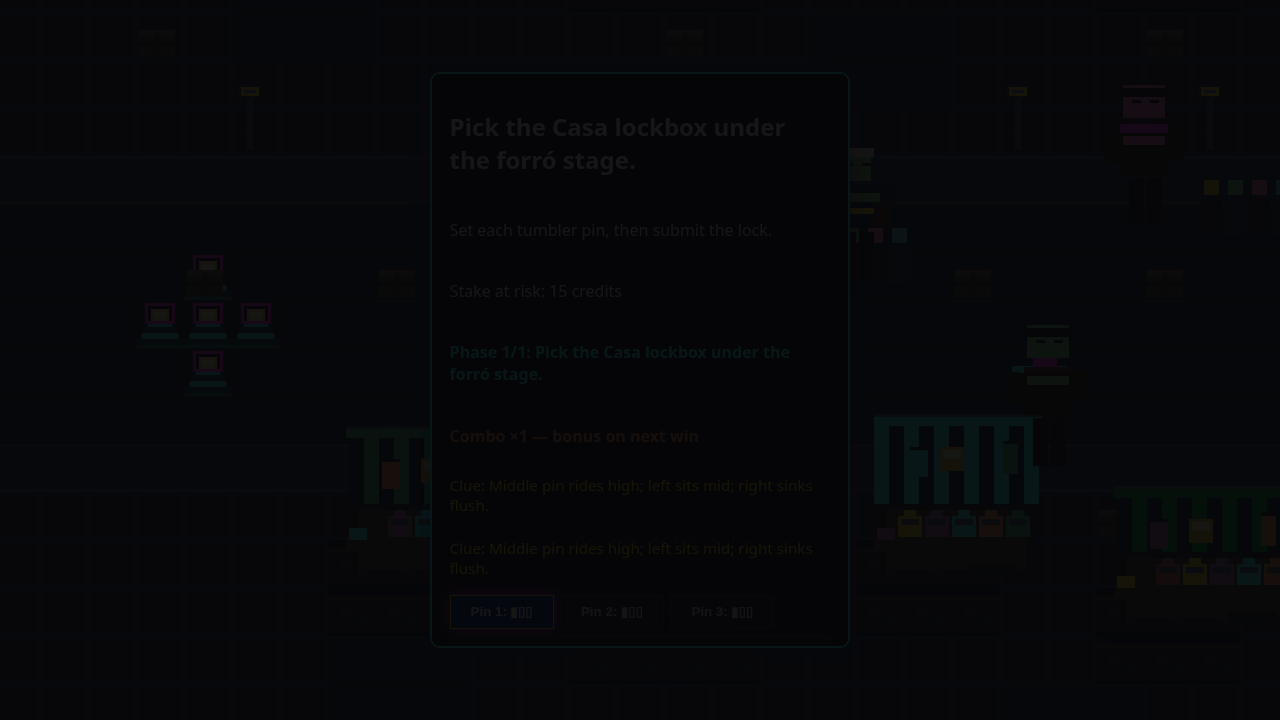 Pick the Casa lockbox under
the forró stage.
Set each tumbler pin, then submit the lock.
Stake at risk: 15 credits
Phase 1/1: Pick the Casa lockbox under the
forró stage.
Combo ×1 — bonus on next win
Clue: Middle pin rides high; left sits mid; right sinks
flush.
Clue: Middle pin rides high; left sits mid; right sinks
flush.
Pin 1: ▮▯▯ Pin 2: ▮▯▯ Pin 3: ▮▯▯